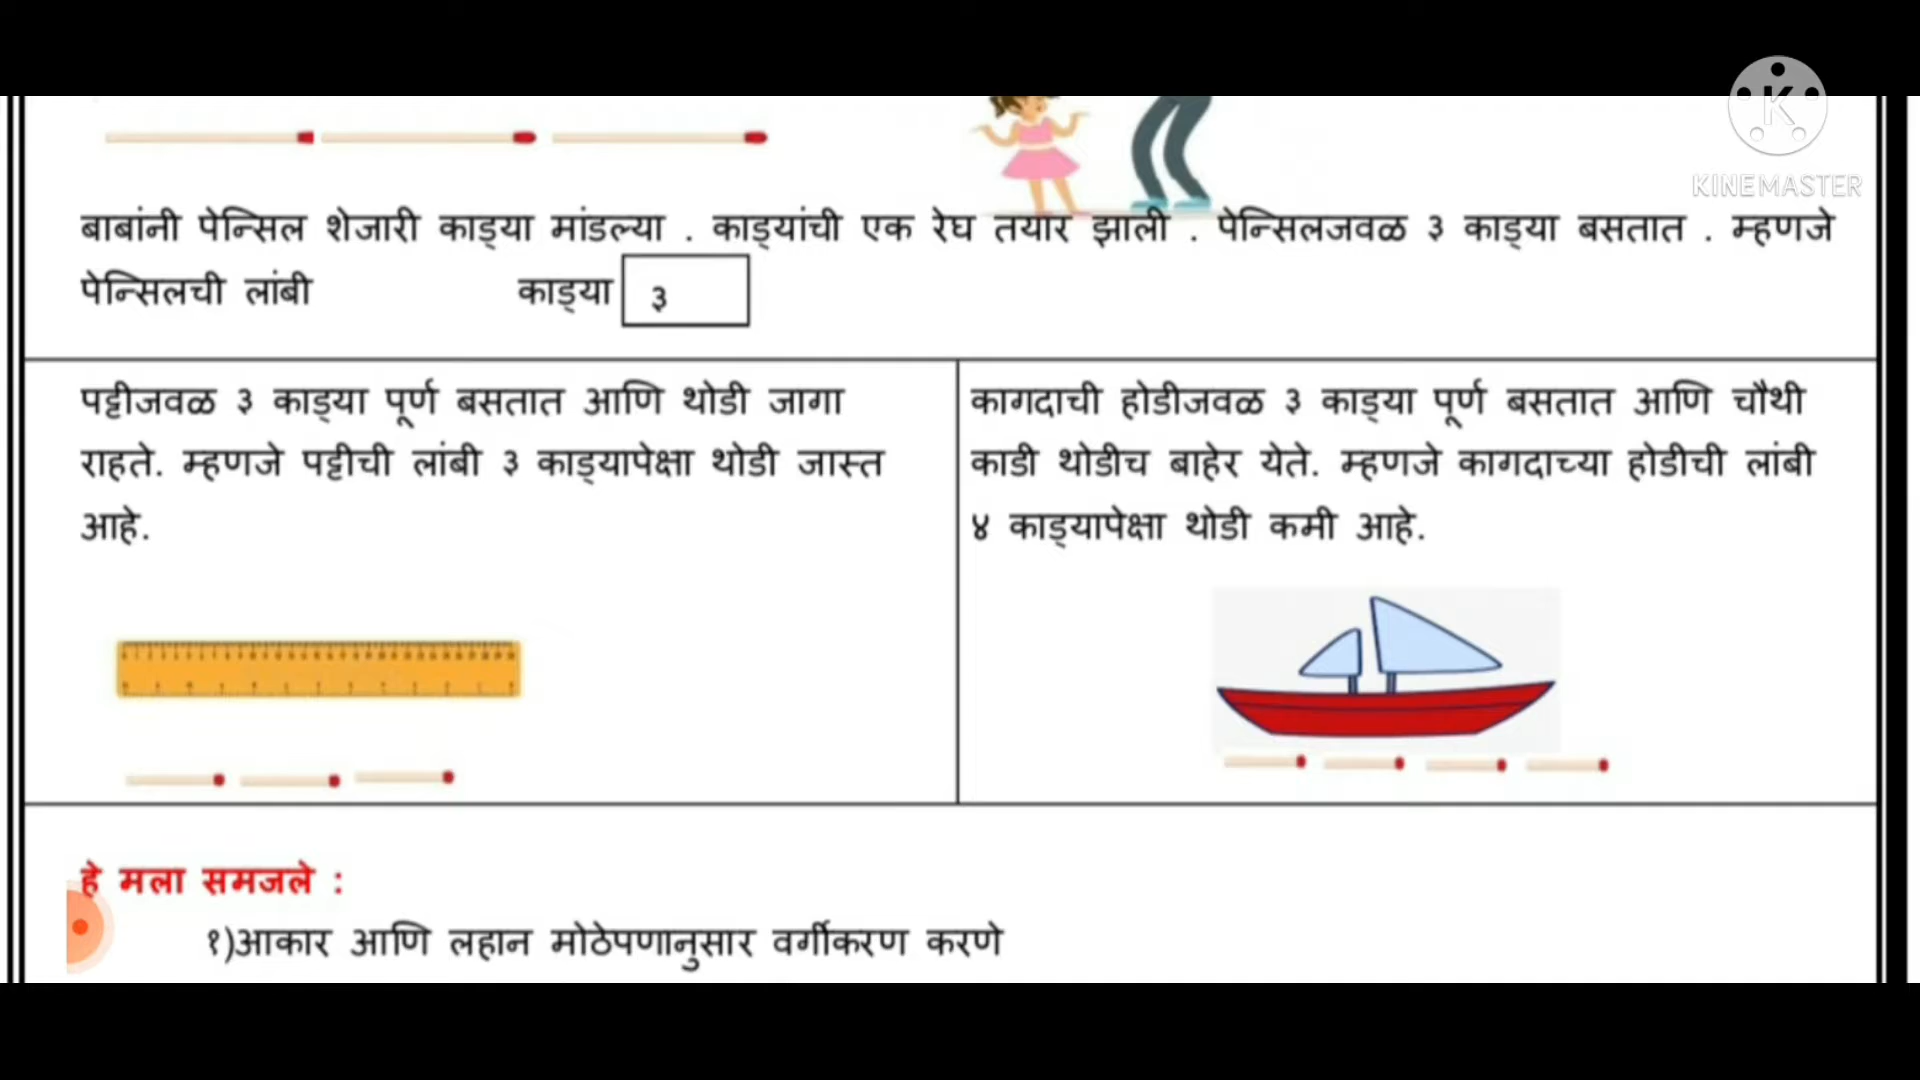 K
KINEMASTER
बाबांनी पेन्सिल शेजारी काड्या मांडल्या . काड्यांची एक रेघ तयार झाली . पेन्सिलजवळ ३ काड्या बसतात . म्हणजे
पेन्सिलची लांबी काड्या ३
पट्टीजवळ ३ काड्या पूर्ण बसतात आणि थोडी जागा
राहते. म्हणजे पट्टीची लांबी ३ काड्यापेक्षा थोडी जास्त
आहे.
कागदाची होडीजवळ ३ काड्या पूर्ण बसतात आणि चौथी
काडी थोडीच बाहेर येते. म्हणजे कागदाच्या होडीची लांबी
४ काड्यापेक्षा थोडी कमी आहे.
हे मला समजले :
१)आकार आणि लहान मोठेपणानुसार वर्गीकरण करणे